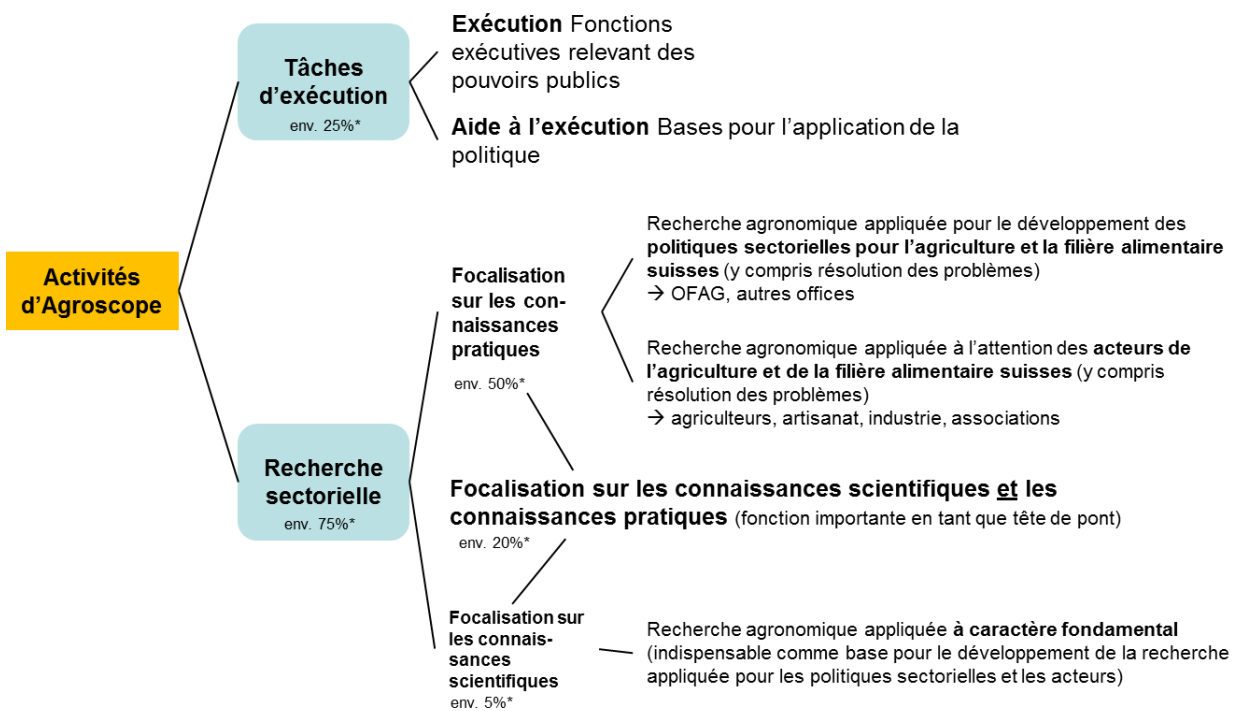 Exécution Fonctions
exécutives relevant des
pouvoirs publics
Tâches
d’exécution
env. 25%*
Aide à l’exécution Bases pour l’application de la
politique
Activités
d’Agroscope
Recherche agronomique appliquée pour le développement des
politiques sectorielles pour l’agriculture et la filière alimentaire
suisses (y compris résolution des problèmes)
→ OFAG, autres offices
Focalisation
sur les con-
naissances
pratiques
env. 50%*
Recherche agronomique appliquée à l’attention des acteurs de
l’agriculture et de la filière alimentaire suisses (y compris
résolution des problèmes)
→ agriculteurs, artisanat, industrie, associations
Recherche
sectorielle
env. 75%*
Focalisation sur les connaissances scientifiques et les
connaissances pratiques (fonction importante en tant que tête de pont)
env. 20%*
Focalisation sur
les connais-
sances
scientifiques
env. 5%*
Recherche agronomique appliquée à caractère fondamental
(indispensable comme base pour le développement de la recherche
appliquée pour les politiques sectorielles et les acteurs)